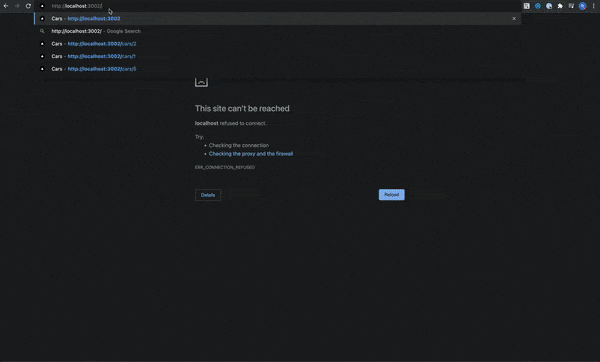 http://localhost:3002/
Cars - http://localhost:3002
http://localhost:3002/ - Google Search
Cars - http://localhost:3002/cars/2
Cars - http://localhost:3002/cars/1
Cars - http://localhost:3002/cars/5
This site can't be reached
localhost refused to connect.
Try:
• Checking the connection
• Checking the proxy and the firewall
ERR_CONNECTION_REFUSED
Details
Reload